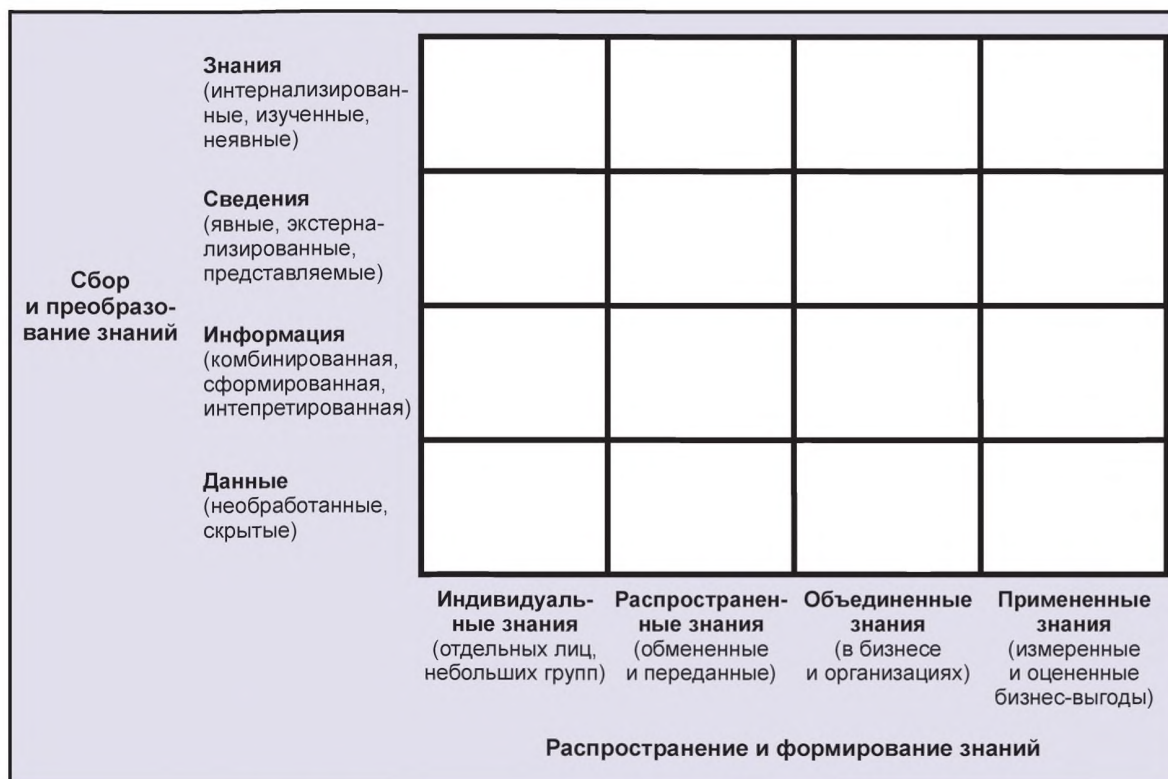 Знания
(интернализирован-
ные, изученные,
неявные)
Сведения
(явные, экстерна-
лизированные,
представляемые)
Сбор
и преобразо-
вание знаний
Информация
(комбинированная,
сформированная,
интепретированная)
Данные
(необработанные,
скрытые)
Индивидуаль-
ные знания
(отдельных лиц,
небольших групп)
Распространен-
ные знания
(обмененные
и переданные)
Объединенные
знания
(в бизнесе
и организациях)
Примененные
знания
(измеренные
и оцененные
бизнес-выгоды)
Распространение и формирование знаний